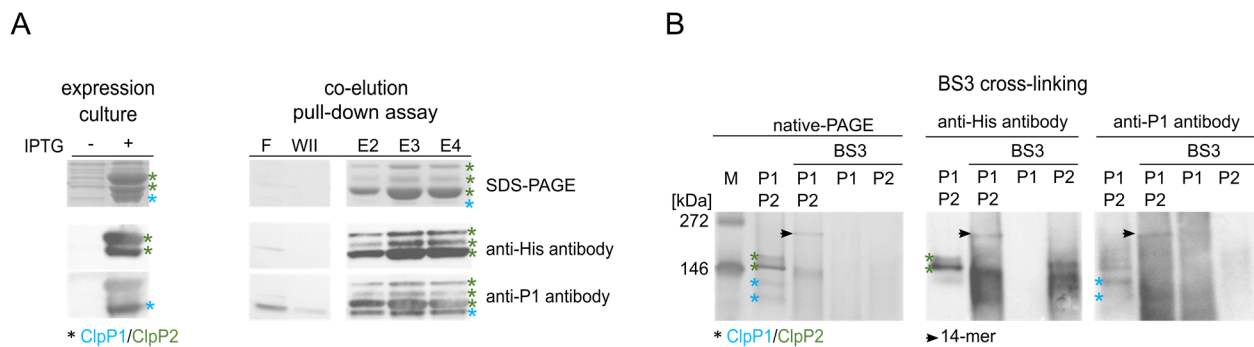 A
expression culture
IPTG - +
* ClpP1/ClpP2
co-elution
pull-down assay
F WII E2 E3 E4
SDS-PAGE
anti-His antibody
anti-P1 antibody
B
BS3 cross-linking
native-PAGE anti-His antibody anti-P1 antibody
BS3 BS3 BS3
M P1 P1 P1 P2 P1 P1 P1 P2 P1 P1 P1 P2
[kDa] P2 P2 P2 P2 P2 P2
272
146
* ClpP1/ClpP2
14-mer